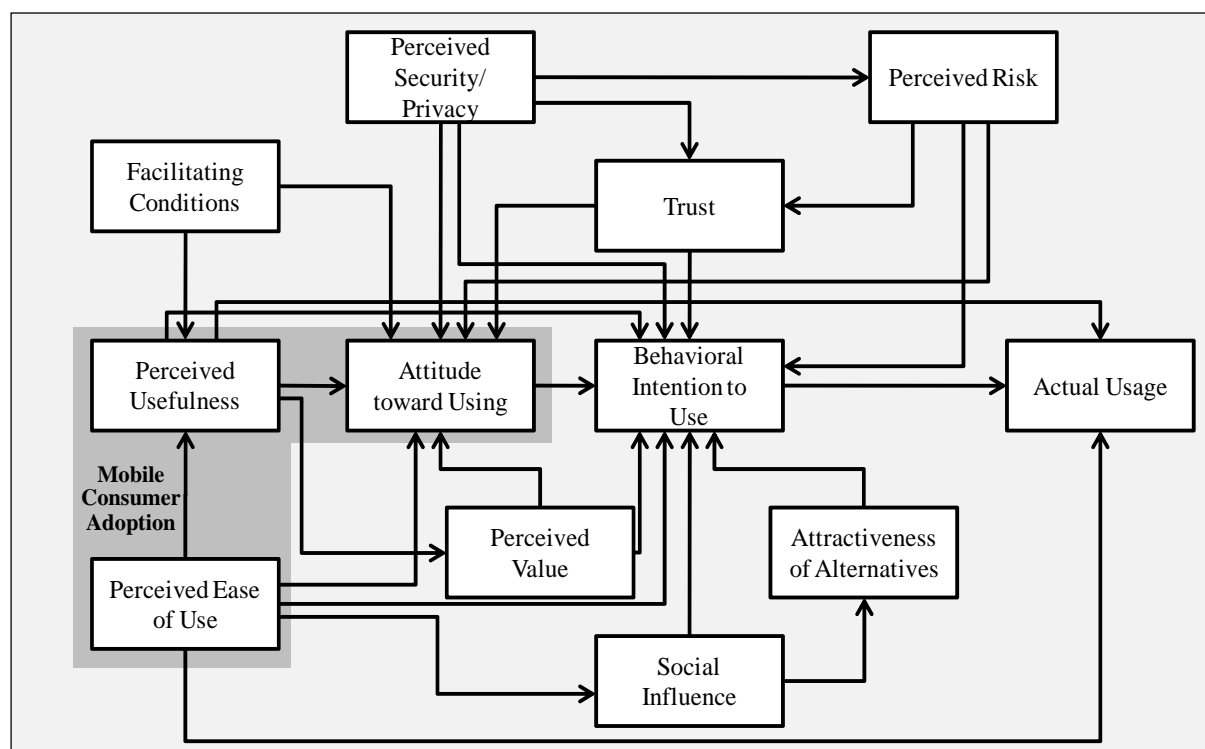 Perceived
Security/
Privacy
Perceived Risk
Facilitating
Conditions
Trust
Perceived
Usefulness
Attitude
toward Using
Behavioral
Intention to
Use
Actual Usage
Mobile
Consumer
Adoption
Perceived
Value
Attractiveness
of Alternatives
Perceived Ease
of Use
Social
Influence